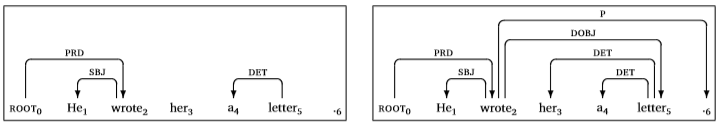 PRD
SBJ
DET
ROOT0 He1 wrote2 her3 a4 letter5 .6
P
DOBJ
PRD
DET
SBJ
DET
ROOT0 He1 wrote2 her3 a4 letter5 .6